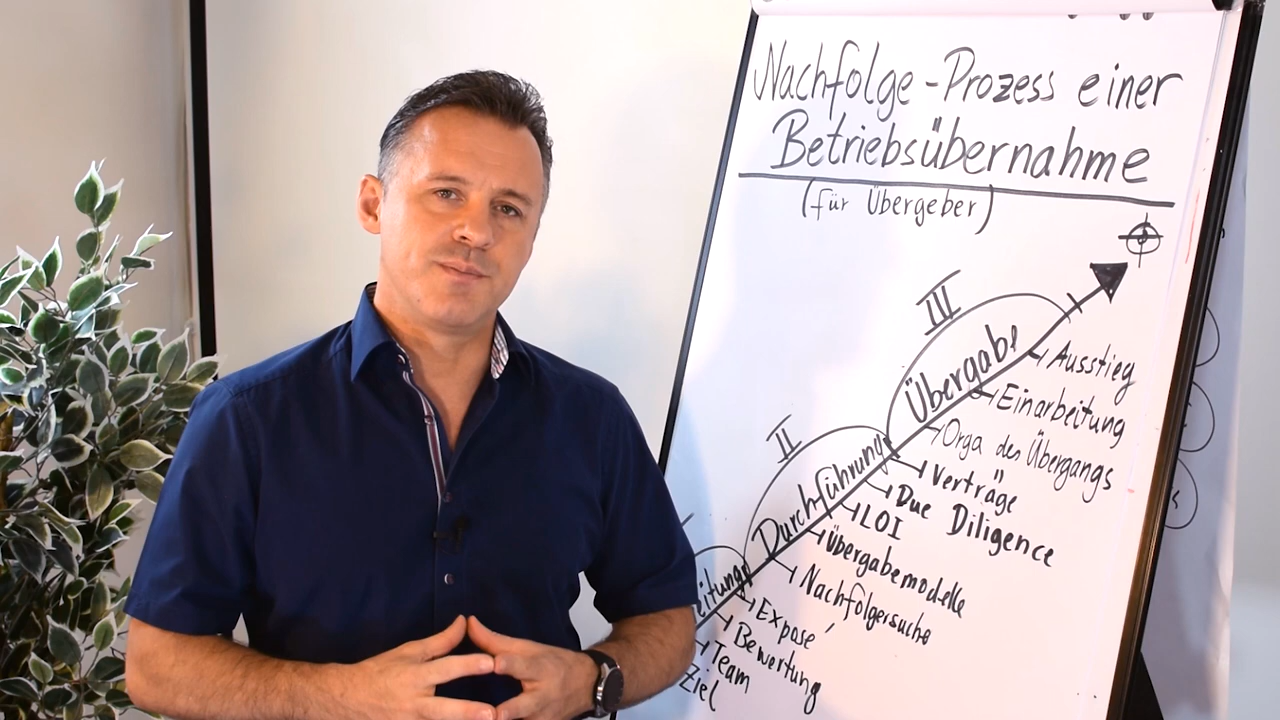 Nachfolge-Prozess einer
Betriebsübernahme
(für Übergeber)
III
Übergabe
Ausstieg
Einarbeitung
Orga des Übergangs
II
Durchführung
Verträge
Due Diligence
LOI
Übergabemodelle
Nachfolgersuche
eitung
Exposé
Bewertung
Team
Ziel